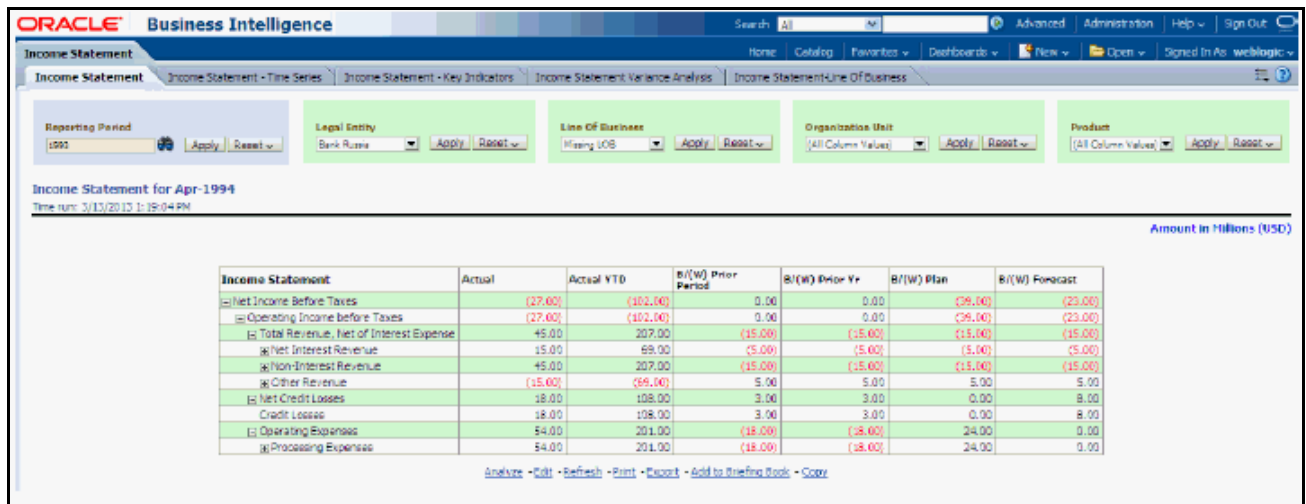 ORACLE Business Intelligence Search All Advanced Administration Help Sign Out
Income Statement Home Catalog Favorites Dashboards New Open Signed In As weblogic
Income Statement Income Statement - Time Series Income Statement - Key Indicators Income Statement Variance Analysis Income Statement-Line Of Business
Reporting Period Legal Entity Line Of Business Organization Unit Product
Apply Reset Bank Russia Apply Reset Missing LOB Apply Reset (All Column Values) Apply Reset (All Column Values) Apply Reset
Income Statement for Apr-1994
Time run: 3/13/2013 1:19:04 PM
Amount in Millions (USD)
Income Statement Actual Actual YTD B/(W) Prior Period B/(W) Prior Yr B/(W) Plan B/(W) Forecast
Net Income Before Taxes (27.00) (102.00) 0.00 0.00 (39.00) (23.00)
Operating Income before Taxes (27.00) (102.00) 0.00 0.00 (39.00) (23.00)
Total Revenue, Net of Interest Expense 45.00 207.00 (15.00) (15.00) (15.00) (15.00)
Net Interest Revenue 15.00 69.00 (5.00) (5.00) (5.00) (5.00)
Non-Interest Revenue 45.00 207.00 (15.00) (15.00) (15.00) (15.00)
Other Revenue (15.00) (69.00) 5.00 5.00 5.00 5.00
Net Credit Losses 18.00 108.00 3.00 3.00 0.00 8.00
Credit Losses 18.00 108.00 3.00 3.00 0.00 8.00
Operating Expenses 54.00 201.00 (18.00) (18.00) 24.00 0.00
Processing Expenses 54.00 201.00 (18.00) (18.00) 24.00 0.00
Analyze - Edit - Refresh - Print - Export - Add to Briefing Book - Copy